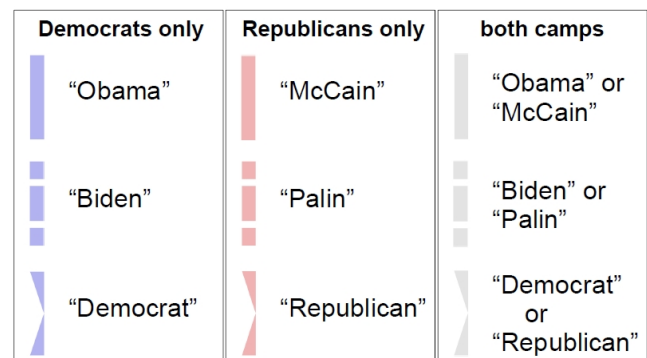 Democrats only
“Obama”
“Biden”
“Democrat”
Republicans only
“McCain”
“Palin”
“Republican”
both camps
“Obama” or
“McCain”
“Biden” or
“Palin”
“Democrat”
or
“Republican”